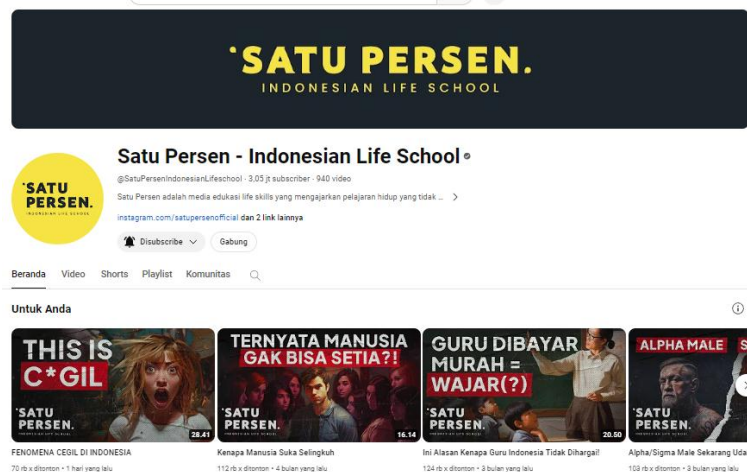 'SATU PERSEN.
INDONESIAN LIFE SCHOOL
'SATU
PERSEN.
INDONESIAN LIFE SCHOOL
Satu Persen - Indonesian Life School
@SatuPersenIndonesianLifeschool · 3,05 jt subscriber · 940 video
Satu Persen adalah media edukasi life skills yang mengajarkan pelajaran hidup yang tidak ...
instagram.com/satupersenofficial dan 2 link lainnya
Disubscribe
Gabung
Beranda Video Shorts Playlist Komunitas
Untuk Anda
THIS IS
C*GIL
'SATU
PERSEN.
28.41
TERNYATA MANUSIA
GAK BISA SETIA?!
'SATU
PERSEN.
16.14
GURU DIBAYAR
MURAH =
WAJAR(?)
'SATU
PERSEN.
20.50
ALPHA MALE S
'SATU
PERSEN.
FENOMENA CEGIL DI INDONESIA
70 rb x ditonton • 1 hari yang lalu
Kenapa Manusia Suka Selingkuh
112 rb x ditonton • 4 bulan yang lalu
Ini Alasan Kenapa Guru Indonesia Tidak Dihargai!
124 rb x ditonton • 3 bulan yang lalu
Alpha/Sigma Male Sekarang Uda
103 rb x ditonton • 3 bulan yang lalu